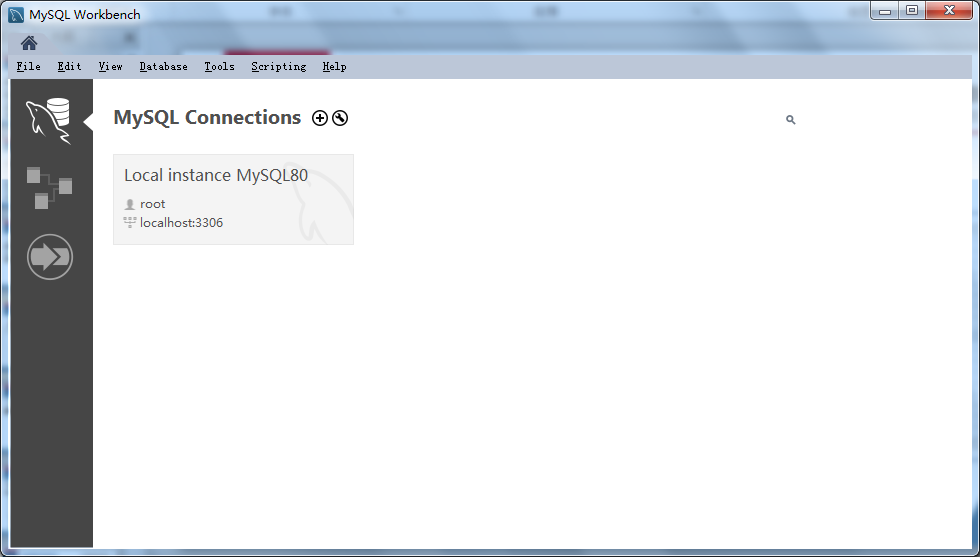 MySQL Workbench
File Edit View Database Tools Scripting Help
MySQL Connections
Local instance MySQL80
root
localhost:3306